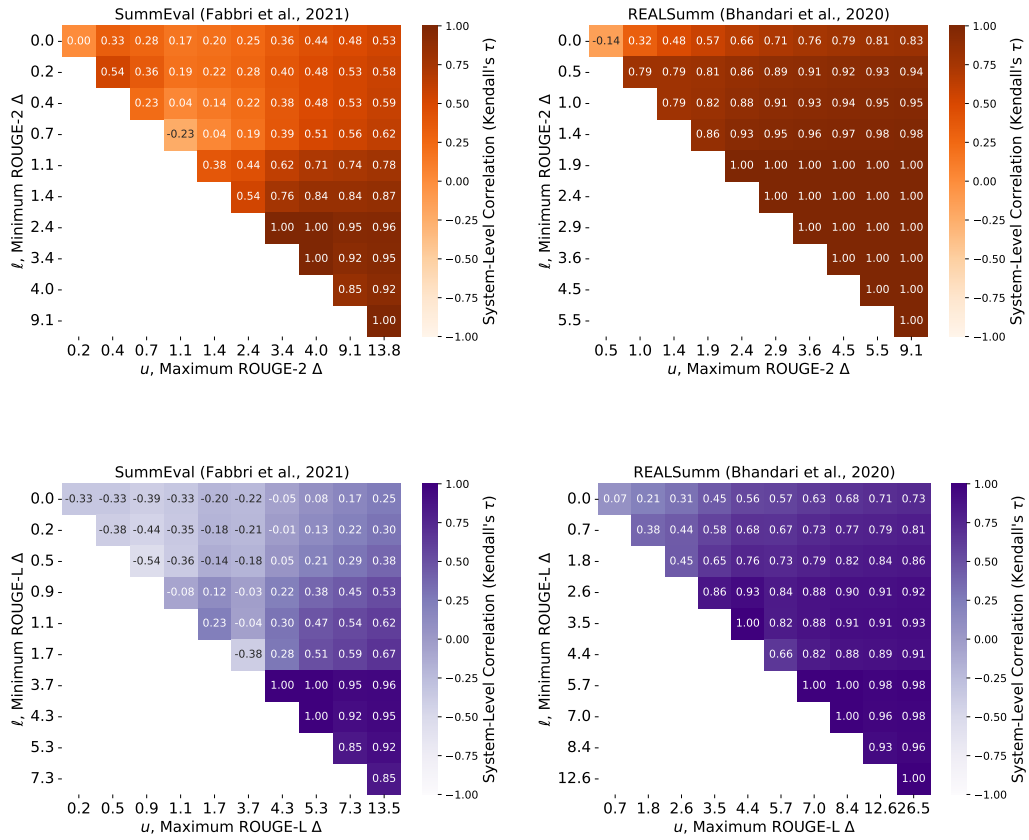 SummEval (Fabbri et al., 2021)
0.0 0.00 0.33 0.28 0.17 0.20 0.25 0.36 0.44 0.48 0.53
0.2 0.54 0.36 0.19 0.22 0.28 0.40 0.48 0.53 0.58
0.4 0.23 0.04 0.14 0.22 0.38 0.48 0.53 0.59
0.7 -0.23 0.04 0.19 0.39 0.51 0.56 0.62
1.1 0.38 0.44 0.62 0.71 0.74 0.78
1.4 0.54 0.76 0.84 0.84 0.87
2.4 1.00 1.00 0.95 0.96
3.4 1.00 0.92 0.95
4.0 0.85 0.92
9.1 1.00
0.2 0.4 0.7 1.1 1.4 2.4 3.4 4.0 9.1 13.8
u, Maximum ROUGE-2 Δ
ℓ, Minimum ROUGE-2 Δ
1.00
0.75
0.50
0.25
0.00
−0.25
−0.50
−0.75
−1.00
System-Level Correlation (Kendall's τ)
REALSumm (Bhandari et al., 2020)
0.0 -0.14 0.32 0.48 0.57 0.66 0.71 0.76 0.79 0.81 0.83
0.5 0.79 0.79 0.81 0.86 0.89 0.91 0.92 0.93 0.94
1.0 0.79 0.82 0.88 0.91 0.93 0.94 0.95 0.95
1.4 0.86 0.93 0.95 0.96 0.97 0.98 0.98
1.9 1.00 1.00 1.00 1.00 1.00 1.00
2.4 1.00 1.00 1.00 1.00 1.00
2.9 1.00 1.00 1.00 1.00
3.6 1.00 1.00 1.00
4.5 1.00 1.00
5.5 1.00
0.5 1.0 1.4 1.9 2.4 2.9 3.6 4.5 5.5 9.1
u, Maximum ROUGE-2 Δ
ℓ, Minimum ROUGE-2 Δ
1.00
0.75
0.50
0.25
0.00
−0.25
−0.50
−0.75
−1.00
System-Level Correlation (Kendall's τ)
SummEval (Fabbri et al., 2021)
0.0 -0.33 -0.33 -0.39 -0.33 -0.20 -0.22 -0.05 0.08 0.17 0.25
0.2 -0.38 -0.44 -0.35 -0.18 -0.21 -0.01 0.13 0.22 0.30
0.5 -0.54 -0.36 -0.14 -0.18 0.05 0.21 0.29 0.38
0.9 -0.08 0.12 -0.03 0.22 0.38 0.45 0.53
1.1 0.23 -0.04 0.30 0.47 0.54 0.62
1.7 -0.38 0.28 0.51 0.59 0.67
3.7 1.00 1.00 0.95 0.96
4.3 1.00 0.92 0.95
5.3 0.85 0.92
7.3 0.85
0.2 0.5 0.9 1.1 1.7 3.7 4.3 5.3 7.3 13.5
u, Maximum ROUGE-L Δ
ℓ, Minimum ROUGE-L Δ
1.00
0.75
0.50
0.25
0.00
−0.25
−0.50
−0.75
−1.00
System-Level Correlation (Kendall's τ)
REALSumm (Bhandari et al., 2020)
0.0 0.07 0.21 0.31 0.45 0.56 0.57 0.63 0.68 0.71 0.73
0.7 0.38 0.44 0.58 0.68 0.67 0.73 0.77 0.79 0.81
1.8 0.45 0.65 0.76 0.73 0.79 0.82 0.84 0.86
2.6 0.86 0.93 0.84 0.88 0.90 0.91 0.92
3.5 1.00 0.82 0.88 0.91 0.91 0.93
4.4 0.66 0.82 0.88 0.89 0.91
5.7 1.00 1.00 0.98 0.98
7.0 1.00 0.96 0.98
8.4 0.93 0.96
12.6 1.00
0.7 1.8 2.6 3.5 4.4 5.7 7.0 8.4 12.6 26.5
u, Maximum ROUGE-L Δ
ℓ, Minimum ROUGE-L Δ
1.00
0.75
0.50
0.25
0.00
−0.25
−0.50
−0.75
−1.00
System-Level Correlation (Kendall's τ)